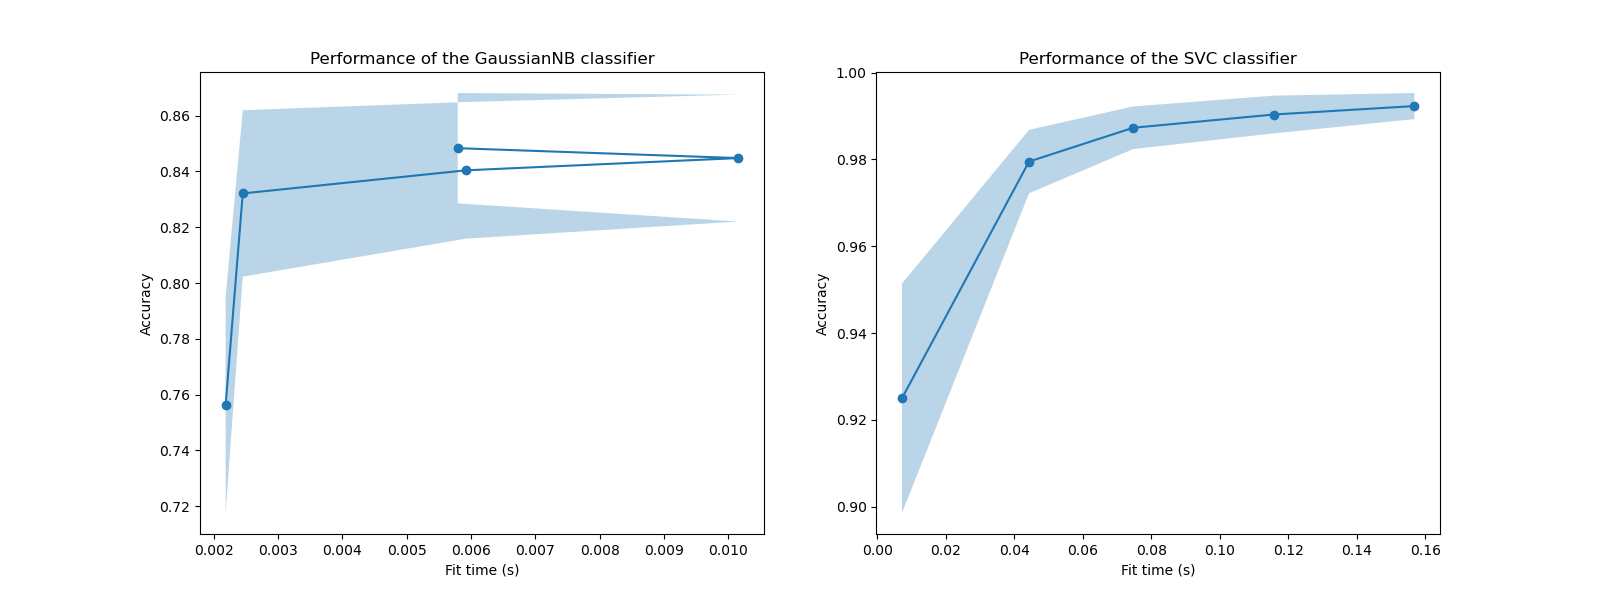 Performance of the GaussianNB classifier
Accuracy
0.86
0.84
0.82
0.80
0.78
0.76
0.74
0.72
0.002 0.003 0.004 0.005 0.006 0.007 0.008 0.009 0.010
Fit time (s)
Performance of the SVC classifier
Accuracy
1.00
0.98
0.96
0.94
0.92
0.90
0.00 0.02 0.04 0.06 0.08 0.10 0.12 0.14 0.16
Fit time (s)